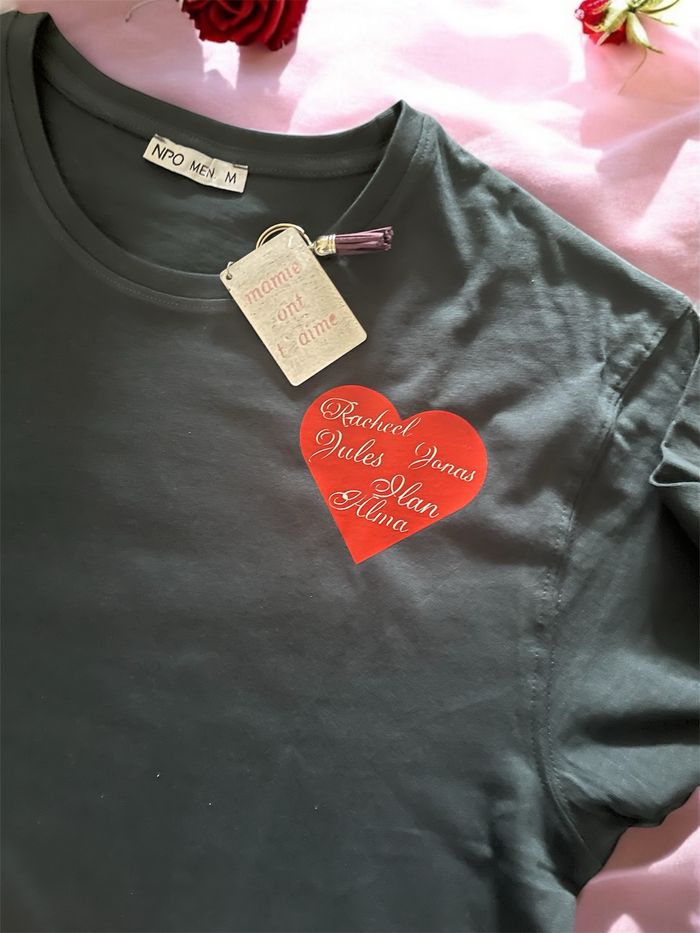 NPO MEN M
mamie
ont
t'aime
Racheel
Jules Jonas
Ilan
Alma